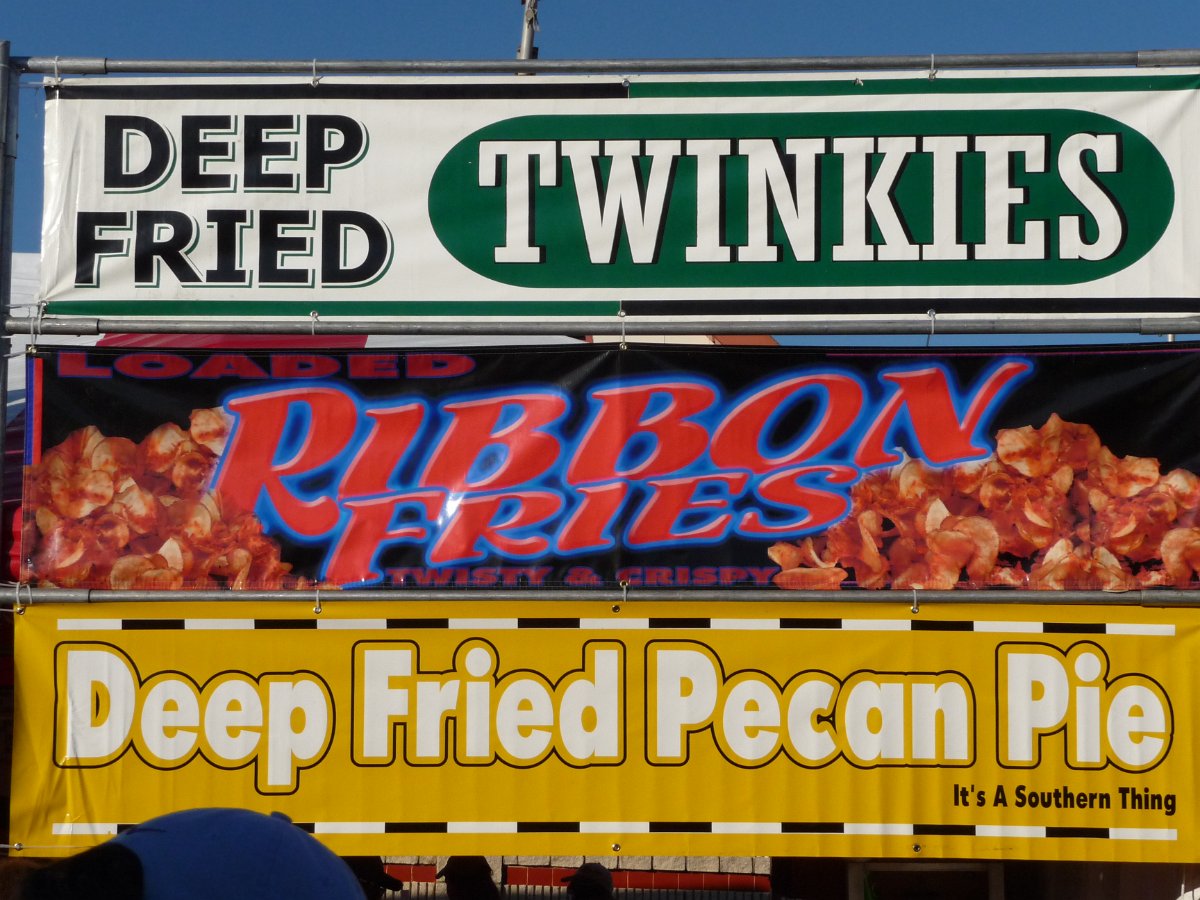 DEEP
FRIED
TWINKIES
LOADED
RIBBON
FRIES
TWISTY & CRISPY
Deep Fried Pecan Pie
It's A Southern Thing